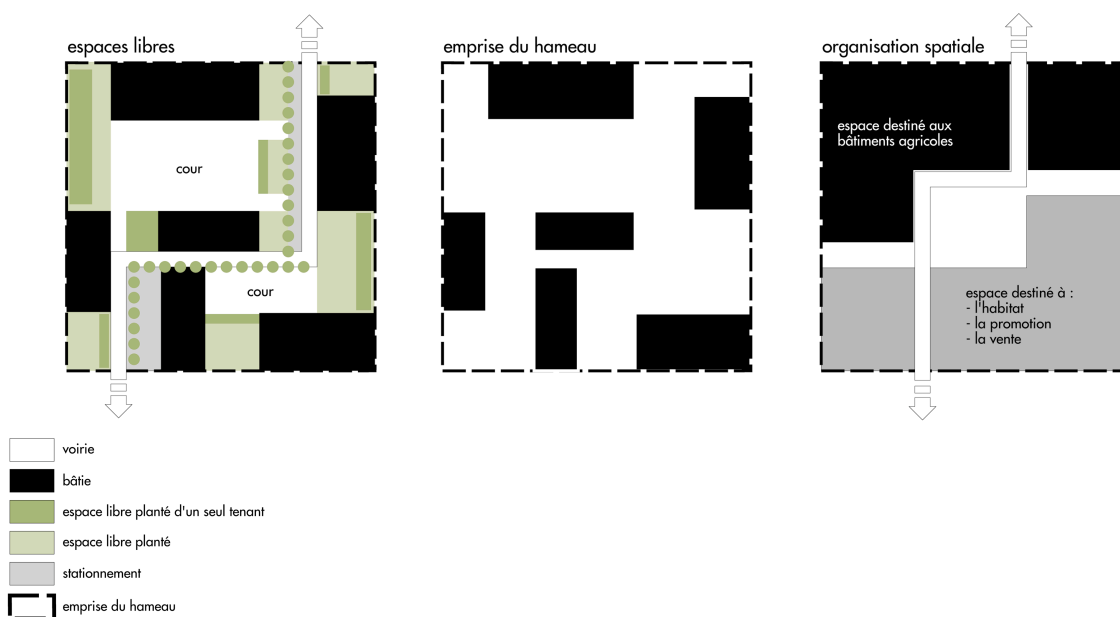 espaces libres
emprise du hameau
organisation spatiale
cour
cour
espace destiné aux
bâtiments agricoles
espace destiné à :
- l'habitat
- la promotion
- la vente
voirie
bâtie
espace libre planté d'un seul tenant
espace libre planté
stationnement
emprise du hameau